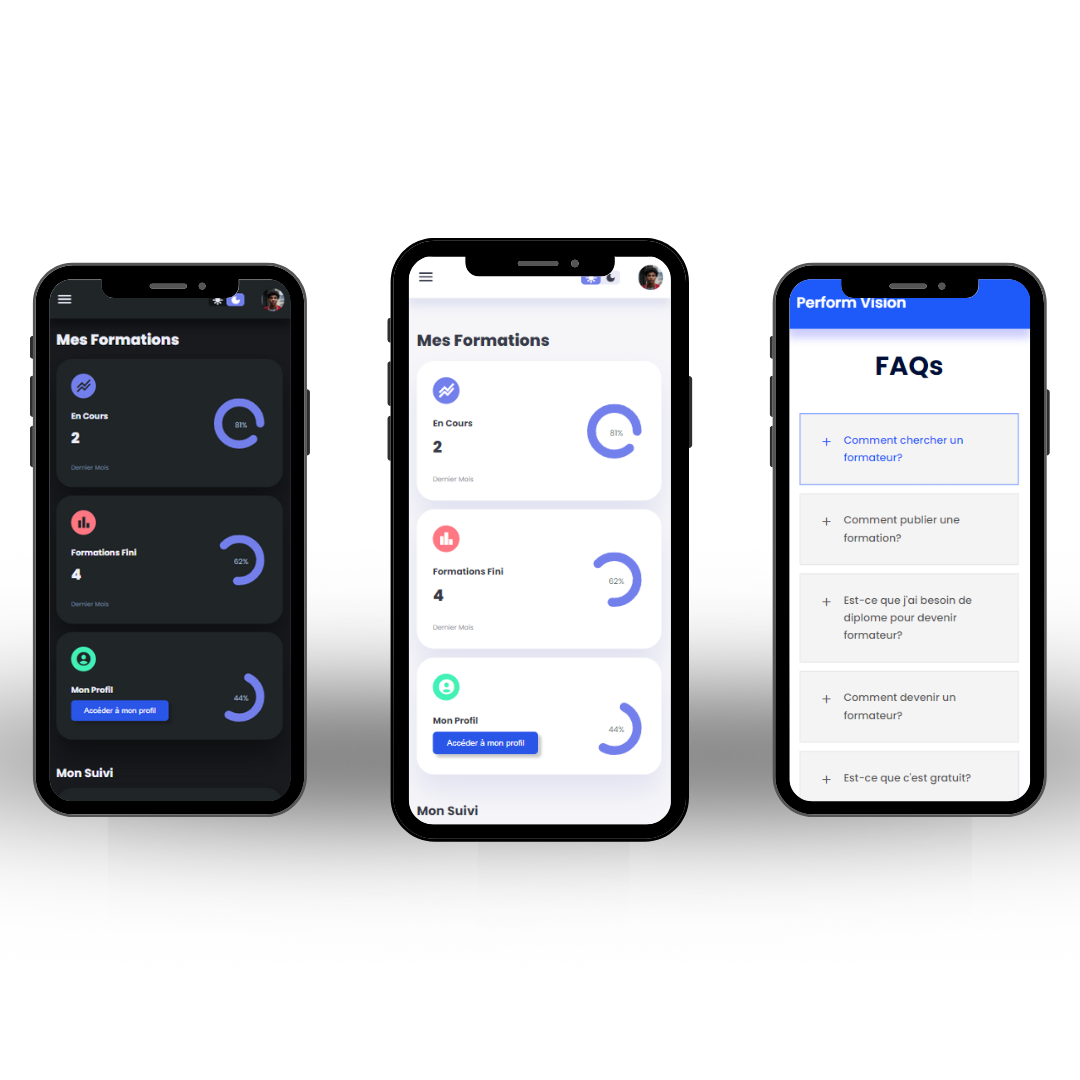 Mes Formations
En Cours
2
81%
Dernier Mois
Formations Fini
4
62%
Dernier Mois
Mon Profil
Accéder à mon profil
44%
Mon Suivi
Mes Formations
En Cours
2
81%
Dernier Mois
Formations Fini
4
62%
Dernier Mois
Mon Profil
Accéder à mon profil
44%
Mon Suivi
Perform Vision
FAQs
+ Comment chercher un
formateur?
+ Comment publier une
formation?
+ Est-ce que j'ai besoin de
diplome pour devenir
formateur?
+ Comment devenir un
formateur?
+ Est-ce que c'est gratuit?